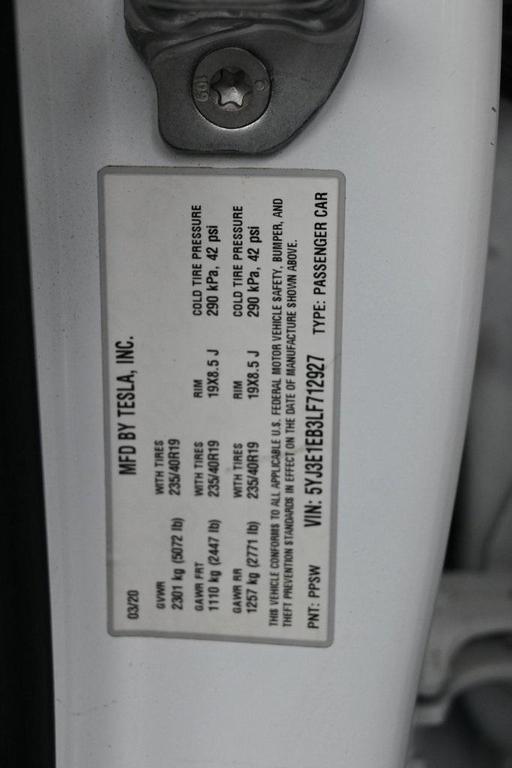 109
03/20 MFD BY TESLA, INC.
GVWR WITH TIRES
2301 kg (5072 lb) 235/40R19
GAWR FRT WITH TIRES RIM COLD TIRE PRESSURE
1110 kg (2447 lb) 235/40R19 19X8.5 J 290 kPa, 42 psi
GAWR RR WITH TIRES RIM COLD TIRE PRESSURE
1257 kg (2771 lb) 235/40R19 19X8.5 J 290 kPa, 42 psi
THIS VEHICLE CONFORMS TO ALL APPLICABLE U.S. FEDERAL MOTOR VEHICLE SAFETY, BUMPER, AND
THEFT PREVENTION STANDARDS IN EFFECT ON THE DATE OF MANUFACTURE SHOWN ABOVE.
PNT: PPSW VIN: 5YJ3E1EB3LF712927 TYPE: PASSENGER CAR